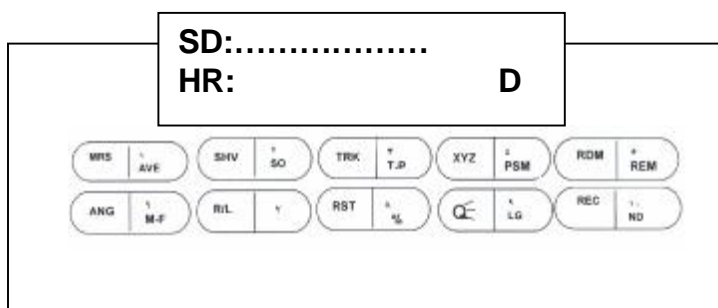 SD:………………
HR: D
MRS AVE SHV SO TRK T.P XYZ PSM RDM REM
ANG M-F R/L RST LG REC ND